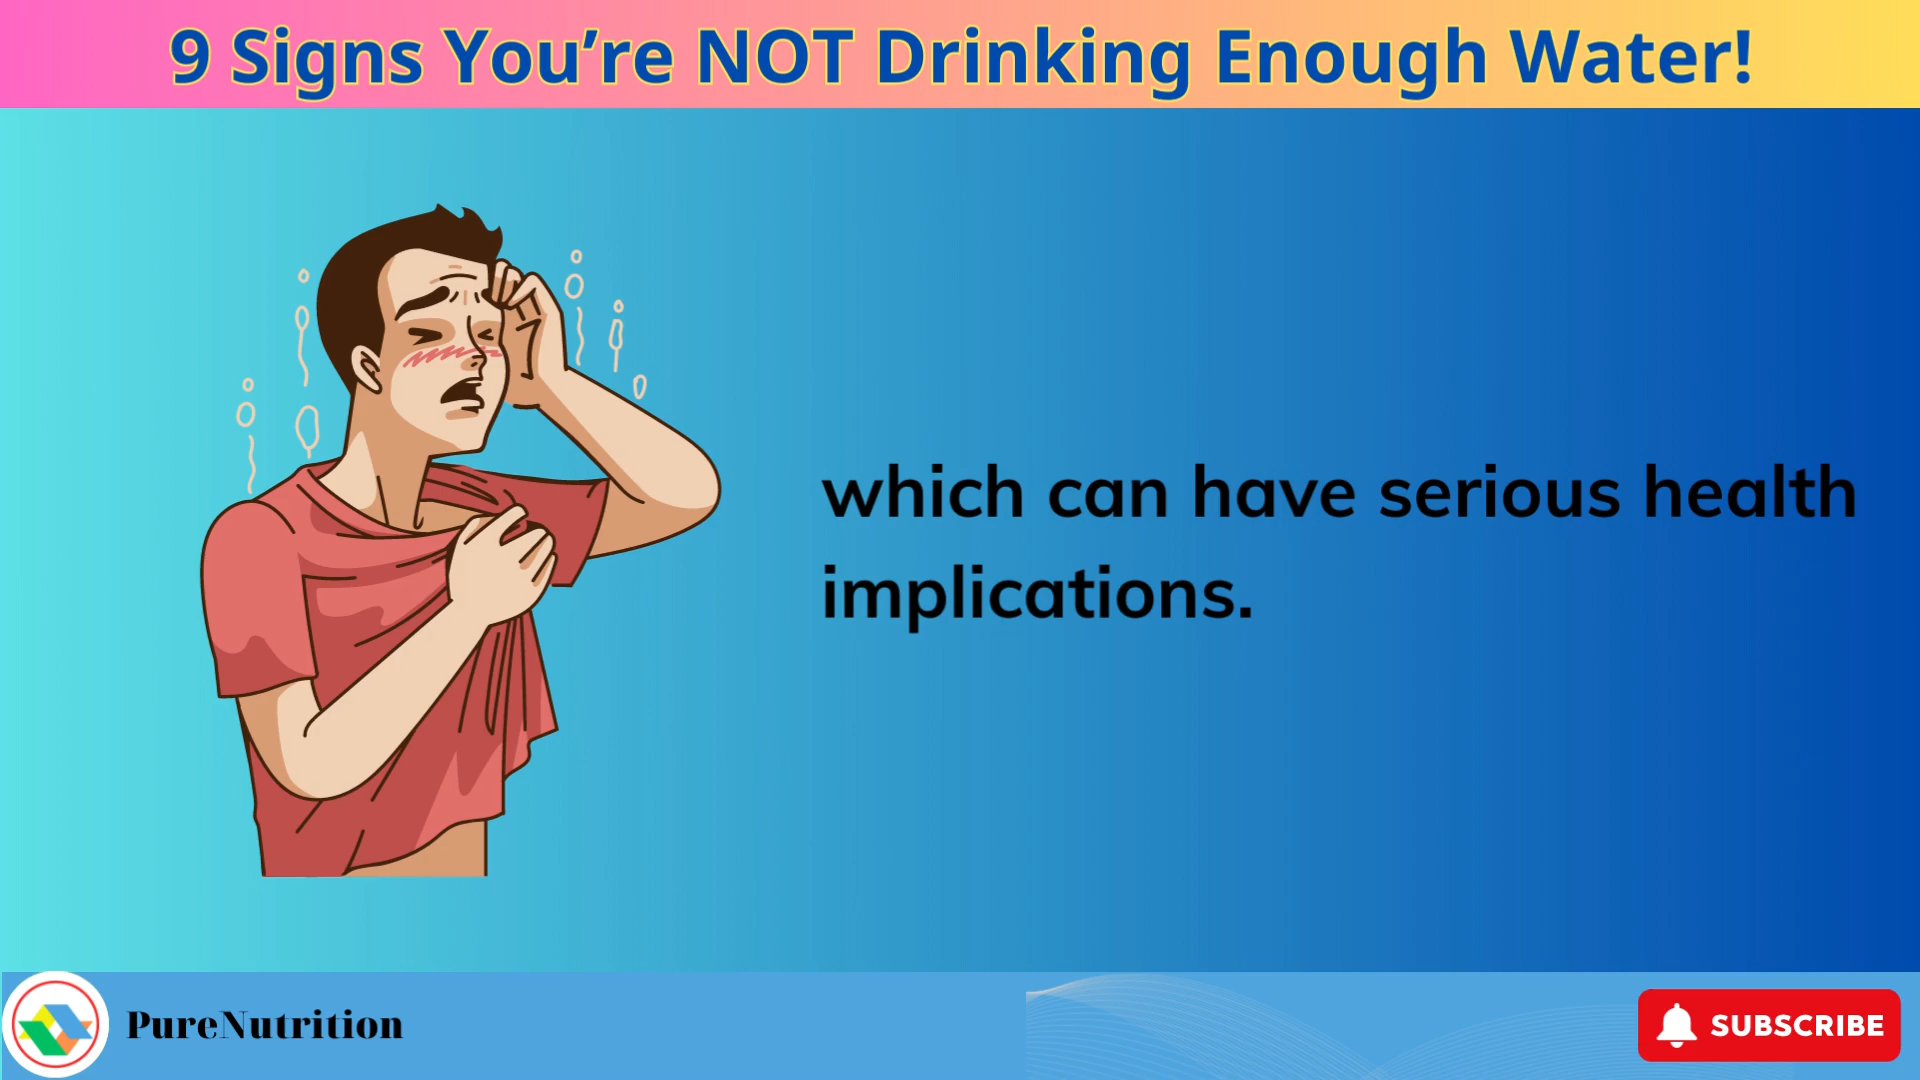 9 Signs You’re NOT Drinking Enough Water!
which can have serious health
implications.
PureNutrition
SUBSCRIBE